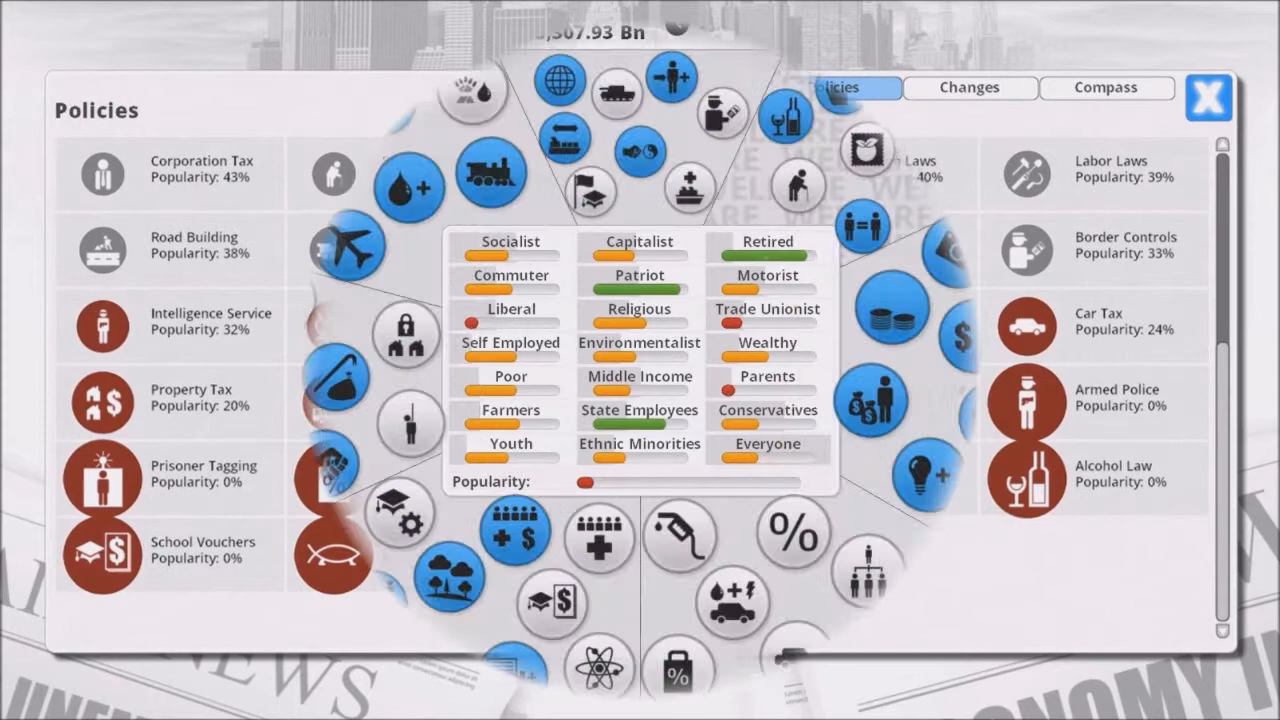 ,307.93 Bn
Policies
licies
Changes
Compass
Corporation Tax
Popularity: 43%
Laws
40%
Labor Laws
Popularity: 39%
Road Building
Popularity: 38%
Border Controls
Popularity: 33%
Intelligence Service
Popularity: 32%
Car Tax
Popularity: 24%
Property Tax
Popularity: 20%
Armed Police
Popularity: 0%
Prisoner Tagging
Popularity: 0%
Alcohol Law
Popularity: 0%
School Vouchers
Popularity: 0%
Socialist
Capitalist
Retired
Commuter
Patriot
Motorist
Liberal
Religious
Trade Unionist
Self Employed
Environmentalist
Wealthy
Poor
Middle Income
Parents
Farmers
State Employees
Conservatives
Youth
Ethnic Minorities
Everyone
Popularity:
%
NEWS
ONOMY